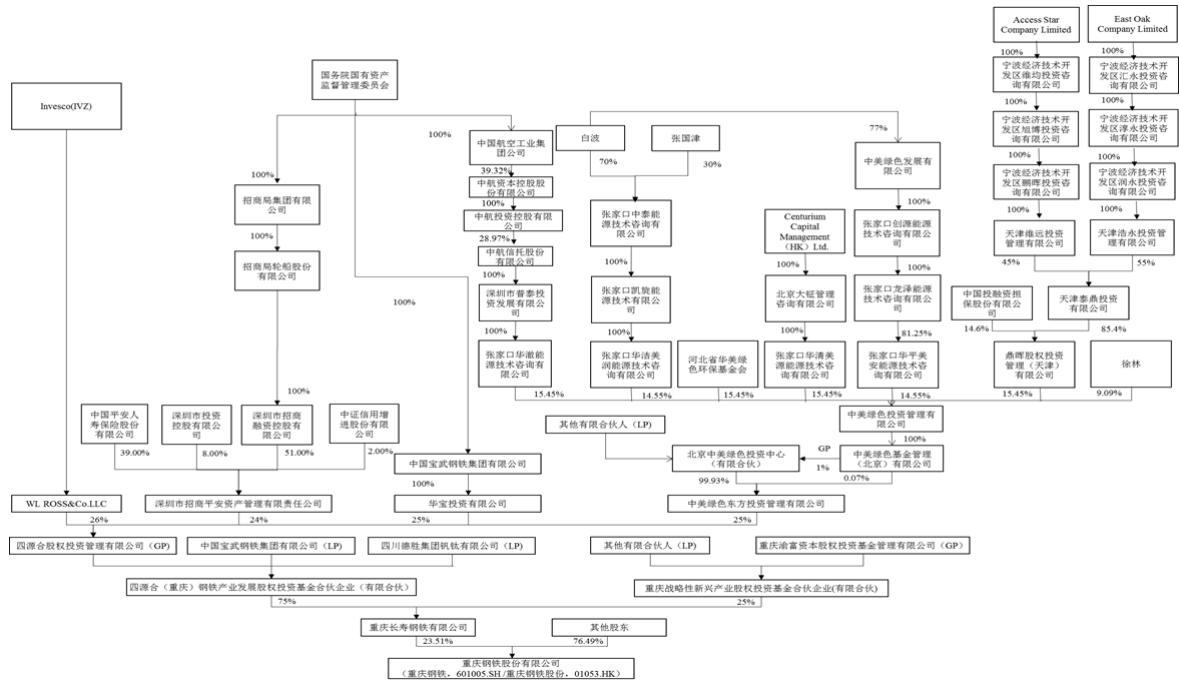 Access Star
Company Limited
East Oak
Company Limited
100%
100%
国务院国有资产
监督管理委员会
宁波经济技术开
发区维均投资咨
询有限公司
宁波经济技术开
发区汇永投资咨
询有限公司
Invesco(IVZ)
100%
100%
100%
中国航空工业集
团公司
白波
张国津
77%
宁波经济技术开
发区旭博投资咨
询有限公司
宁波经济技术开
发区淳永投资咨
询有限公司
39.32%
70%
30%
中美绿色发展有
限公司
100%
100%
100%
中航资本控股股
份有限公司
宁波经济技术开
发区鹏晖投资咨
询有限公司
宁波经济技术开
发区润永投资咨
询有限公司
招商局集团有限
公司
100%
100%
100%
100%
中航投资控股有
限公司
张家口中泰能
源技术咨询有
限公司
Centurium
Capital
Management
(HK) Ltd.
张家口创源能源
技术咨询有限公
司
天津维远投资
管理有限公司
天津浩永投资
管理有限公司
100%
28.97%
招商局轮船股份
有限公司
中航信托股份
有限公司
100%
100%
100%
100%
45%
55%
深圳市普泰投
资发展有限公
司
张家口凯旋能
源技术有限公
司
北京大钲管理
咨询有限公司
张家口龙泽能源
技术咨询有限公
司
中国投融资担
保股份有限公
司
天津泰鼎投资
有限公司
100%
100%
100%
100%
81.25%
14.6%
85.4%
张家口华澈能
源技术咨询有
限公司
张家口华洁美
润能源技术咨
询有限公司
河北省华美绿
色环保基金会
张家口华清美
源能源技术咨
询有限公司
张家口华平美
安能源技术咨
询有限公司
鼎晖股权投资
管理（天津）
有限公司
徐林
100%
15.45%
14.55%
15.45%
15.45%
14.55%
15.45%
9.09%
中国平安人
寿保险股份
有限公司
深圳市投资
控股有限公
司
深圳市招商
融资控股有
限公司
中证信用增
进股份有限
公司
中美绿色投资管理有
限公司
其他有限合伙人（LP）
100%
39.00%
8.00%
51.00%
2.00%
中国宝武钢铁集团有限公司
北京中美绿色投资中心
（有限合伙）
GP
1%
中美绿色基金管理
（北京）有限公司
100%
99.93%
0.07%
WL ROSS&Co.LLC
深圳市招商平安资产管理有限责任公司
华宝投资有限公司
中美绿色东方投资管理有限公司
26%
24%
25%
25%
四源合股权投资管理有限公司（GP）
中国宝武钢铁集团有限公司（LP）
四川德胜集团钒钛有限公司（LP）
其他有限合伙人（LP）
重庆渝富资本股权投资基金管理有限公司（GP）
四源合（重庆）钢铁产业发展股权投资基金合伙企业（有限合伙）
重庆战略性新兴产业股权投资基金合伙企业(有限合伙)
75%
25%
重庆长寿钢铁有限公司
其他股东
23.51%
76.49%
重庆钢铁股份有限公司
（重庆钢铁，601005.SH /重庆钢铁股份，01053.HK）